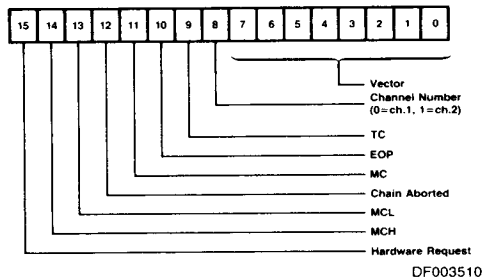 15 14 13 12 11 10 9 8 7 6 5 4 3 2 1 0
Vector
Channel Number
(0=ch.1, 1=ch.2)
TC
EOP
MC
Chain Aborted
MCL
MCH
Hardware Request
DF003510